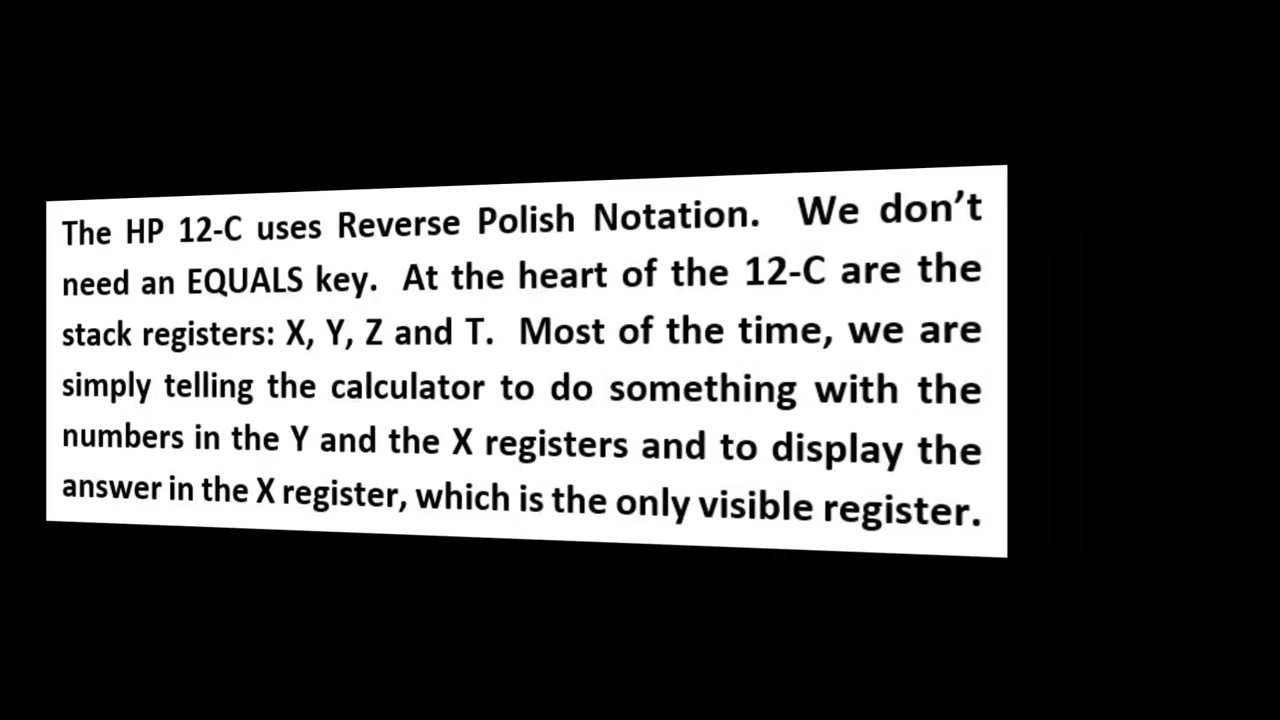 The HP 12-C uses Reverse Polish Notation.  We don’t
need an EQUALS key.  At the heart of the 12-C are the
stack registers: X, Y, Z and T.  Most of the time, we are
simply telling the calculator to do something with the
numbers in the Y and the X registers and to display the
answer in the X register, which is the only visible register.